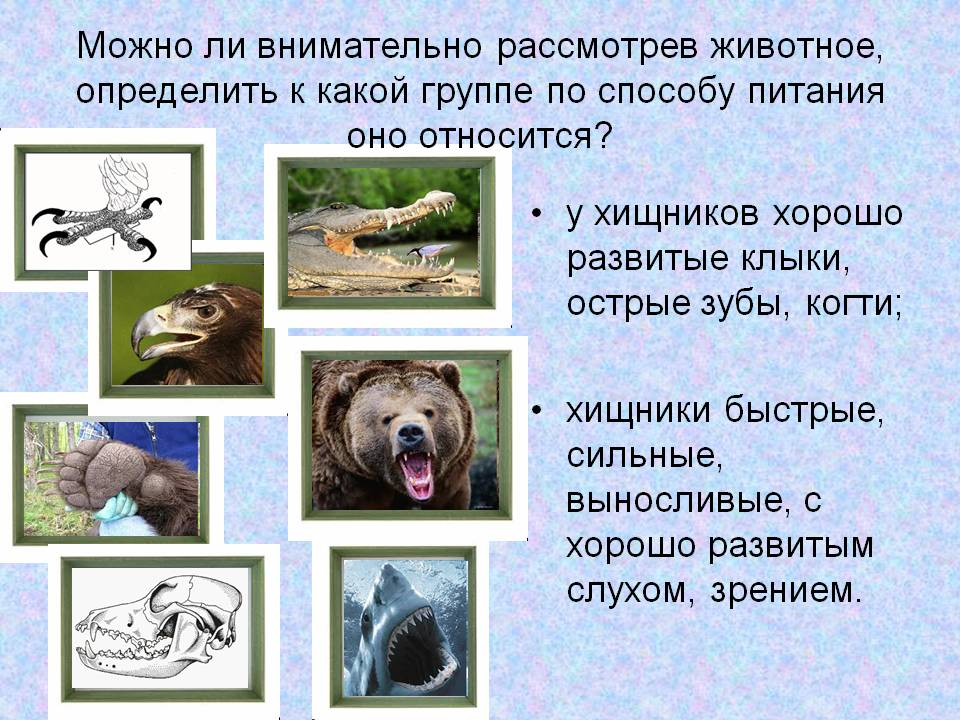 Можно ли внимательно рассмотрев животное,
определить к какой группе по способу питания
оно относится?
• у хищников хорошо
развитые клыки,
острые зубы, когти;
• хищники быстрые,
сильные,
выносливые, с
хорошо развитым
слухом, зрением.